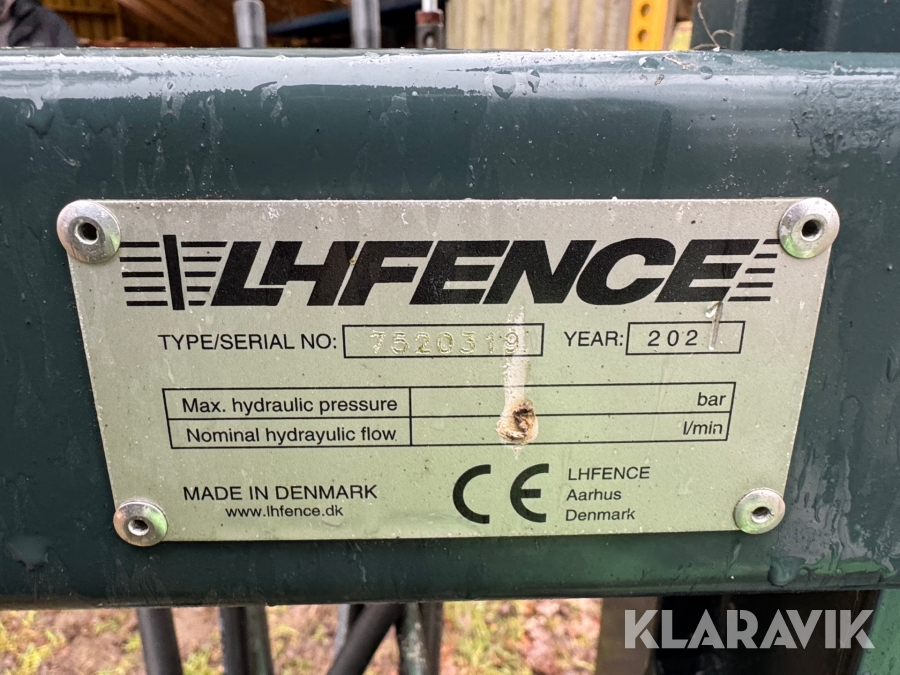 LHFENCE
TYPE/SERIAL NO: 7520319 YEAR: 2021
Max. hydraulic pressure bar
Nominal hydrayulic flow l/min
MADE IN DENMARK
www.lhfence.dk
CE
LHFENCE
Aarhus
Denmark
KLARAVIK